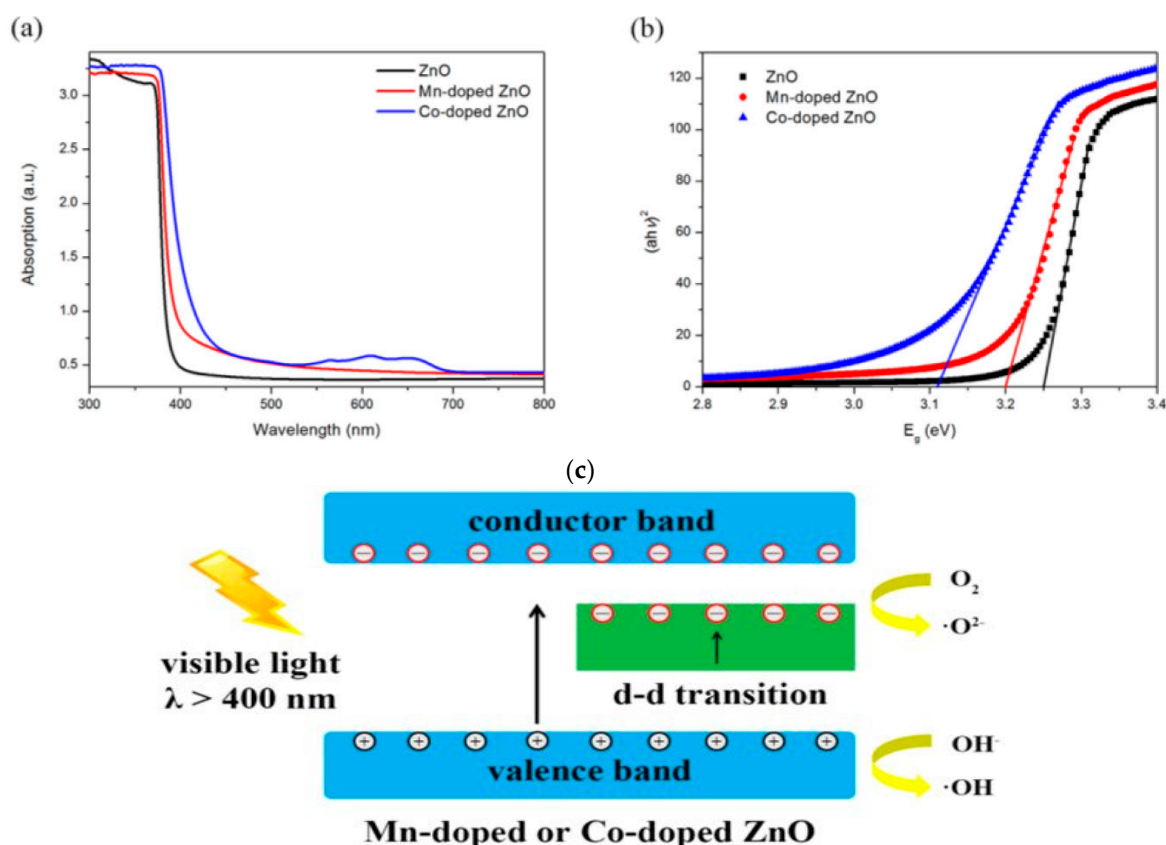 (a)
ZnO
Mn-doped ZnO
Co-doped ZnO
Absorption (a.u.)
3.0
2.5
2.0
1.5
1.0
0.5
300 400 500 600 700 800
Wavelength (nm)
(b)
ZnO
Mn-doped ZnO
Co-doped ZnO
(ahν)²
120
100
80
60
40
20
0
2.8 2.9 3.0 3.1 3.2 3.3 3.4
E_g (eV)
(c)
conductor band
visible light
λ > 400 nm
d-d transition
O₂
·O²⁻
valence band
OH⁻
·OH
Mn-doped or Co-doped ZnO